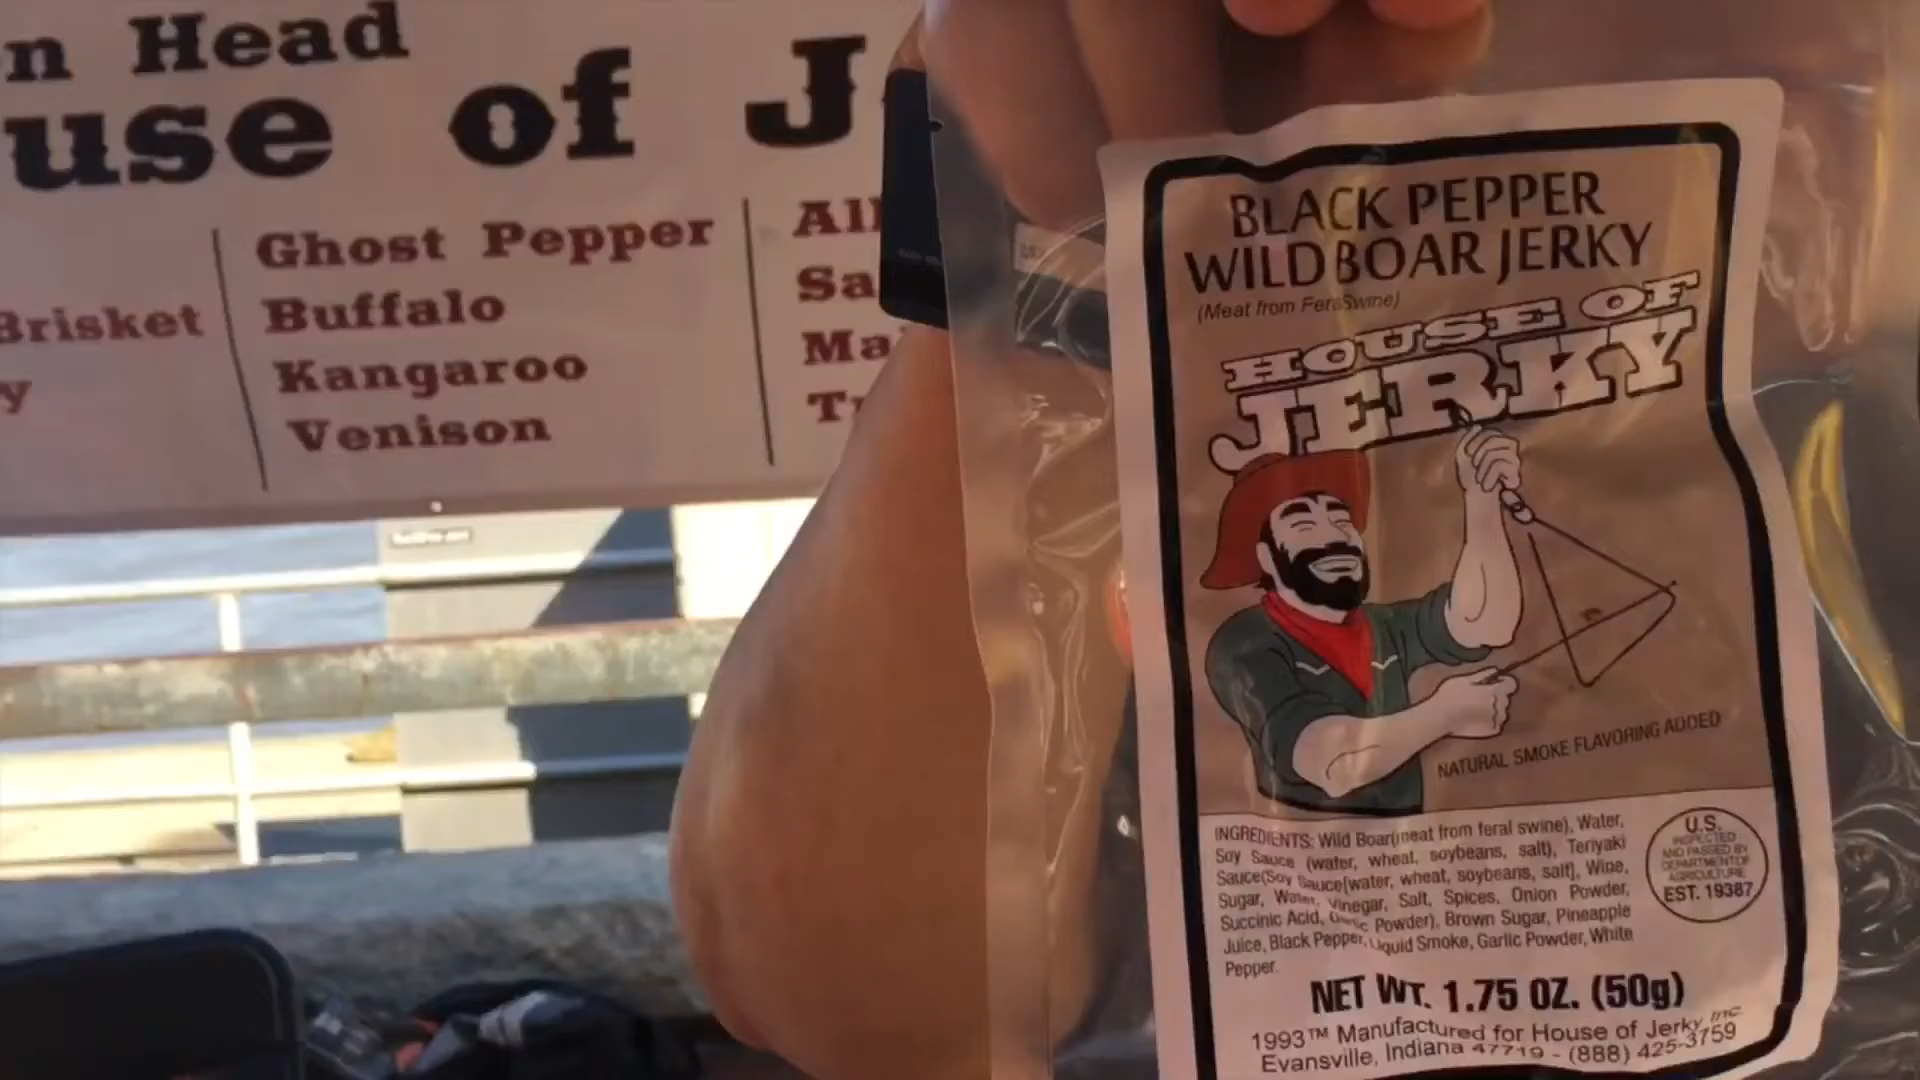 n Head
use of J
Brisket
y
Ghost Pepper
Buffalo
Kangaroo
Venison
All
Sa
Ma
BLACK PEPPER
WILD BOAR JERKY
(Meat from Feral Swine)
HOUSE OF
JERKY
NATURAL SMOKE FLAVORING ADDED
INGREDIENTS: Wild Boar(meat from feral swine), Water,
Soy Sauce (water, wheat, soybeans, salt), Teriyaki
Sauce(Soy Sauce[water, wheat, soybeans, salt], Wine,
Sugar, Water, Vinegar, Salt, Spices, Onion Powder,
Succinic Acid, Garlic Powder), Brown Sugar, Pineapple
Juice, Black Pepper, Liquid Smoke, Garlic Powder, White
Pepper.
U.S.
INSPECTED
AND PASSED BY
DEPARTMENT OF
AGRICULTURE
EST. 19387
NET WT. 1.75 OZ. (50g)
1993™ Manufactured for House of Jerky Inc.
Evansville, Indiana 47719 - (888) 425-3759